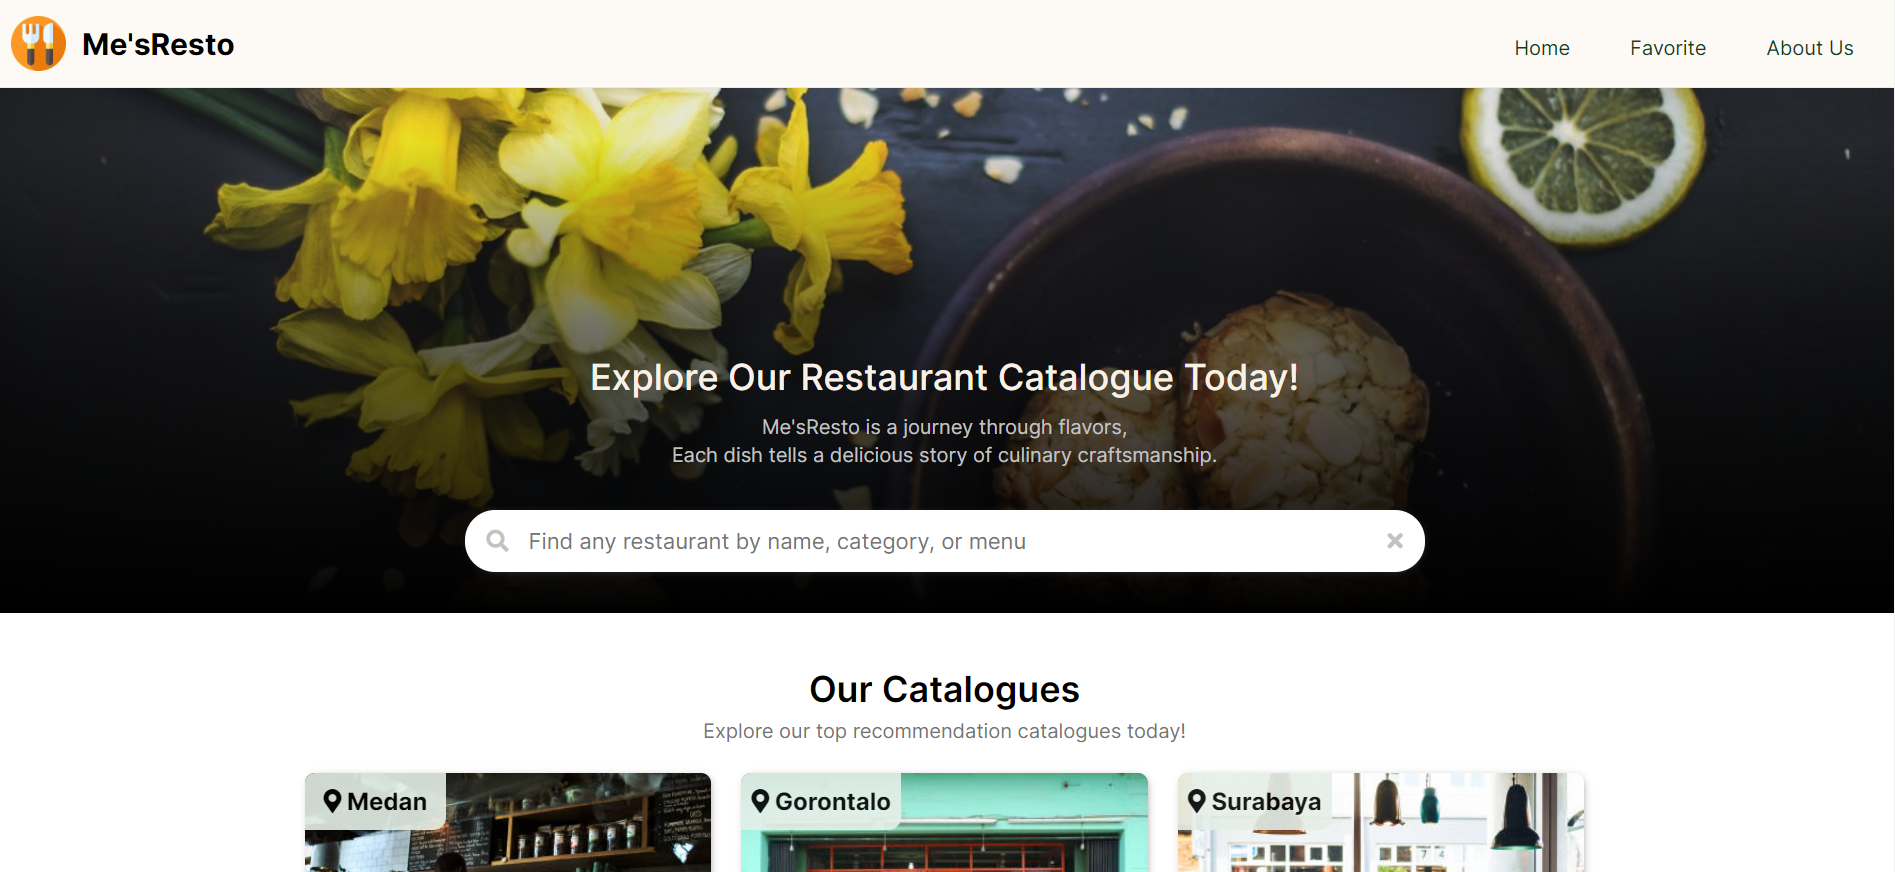 Me'sResto
Home
Favorite
About Us
Explore Our Restaurant Catalogue Today!
Me'sResto is a journey through flavors,
Each dish tells a delicious story of culinary craftsmanship.
Find any restaurant by name, category, or menu
Our Catalogues
Explore our top recommendation catalogues today!
Medan
Gorontalo
Surabaya